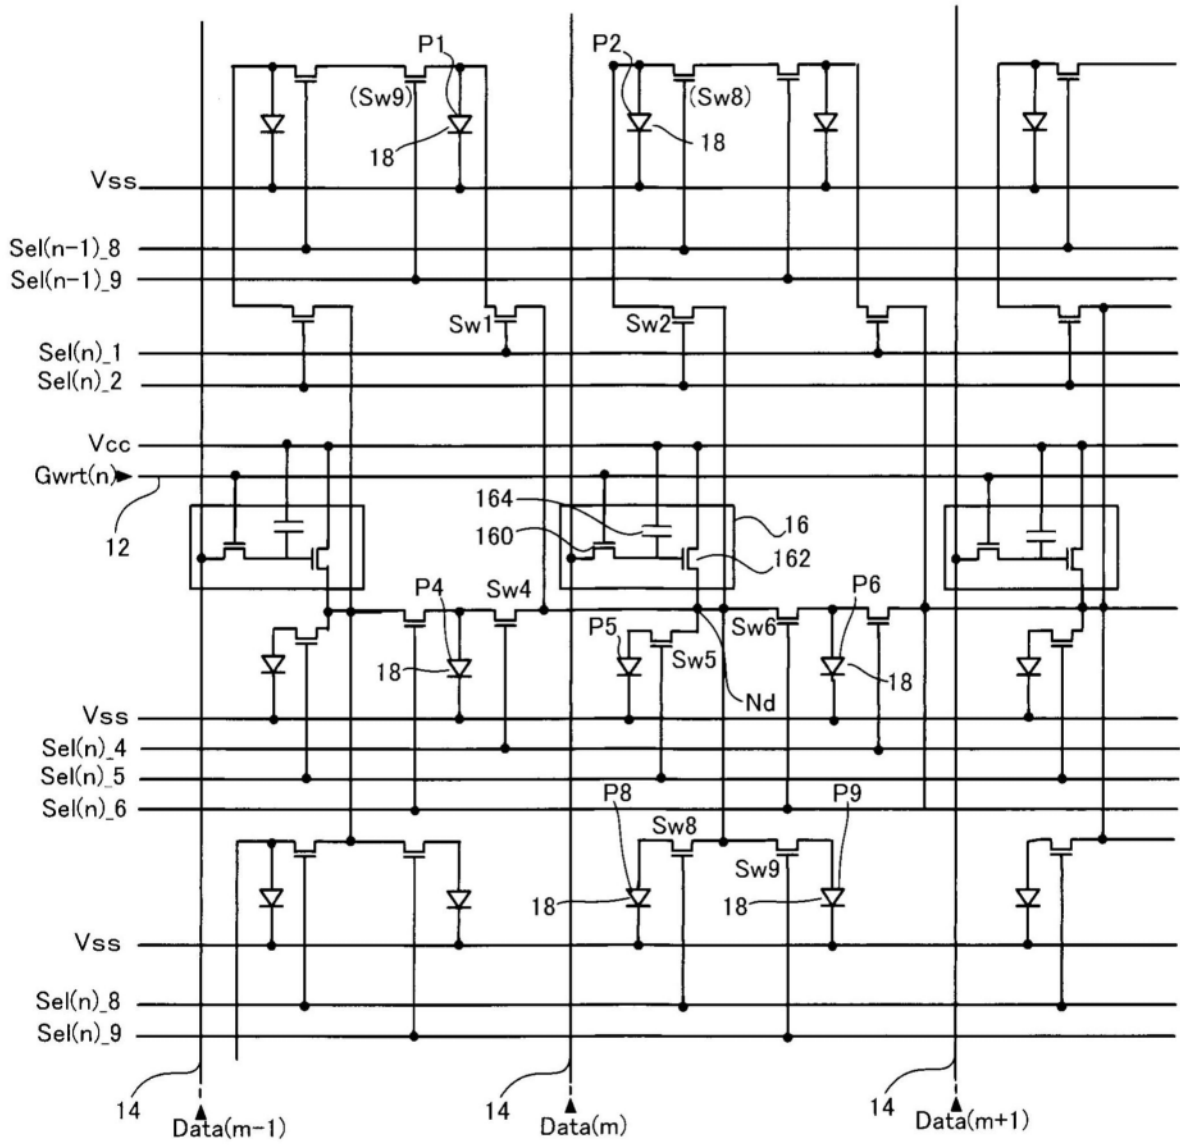 P1
P2
(Sw9)
(Sw8)
18
18
Vss
Sel(n-1)_8
Sel(n-1)_9
Sw1
Sw2
Sel(n)_1
Sel(n)_2
Vcc
Gwrt(n)
12
164
16
160
162
P4
Sw4
P6
P5
Sw6
18
Sw5
18
Nd
Vss
Sel(n)_4
Sel(n)_5
Sel(n)_6
P8
P9
Sw8
Sw9
18
18
Vss
Sel(n)_8
Sel(n)_9
14
14
14
Data(m-1)
Data(m)
Data(m+1)